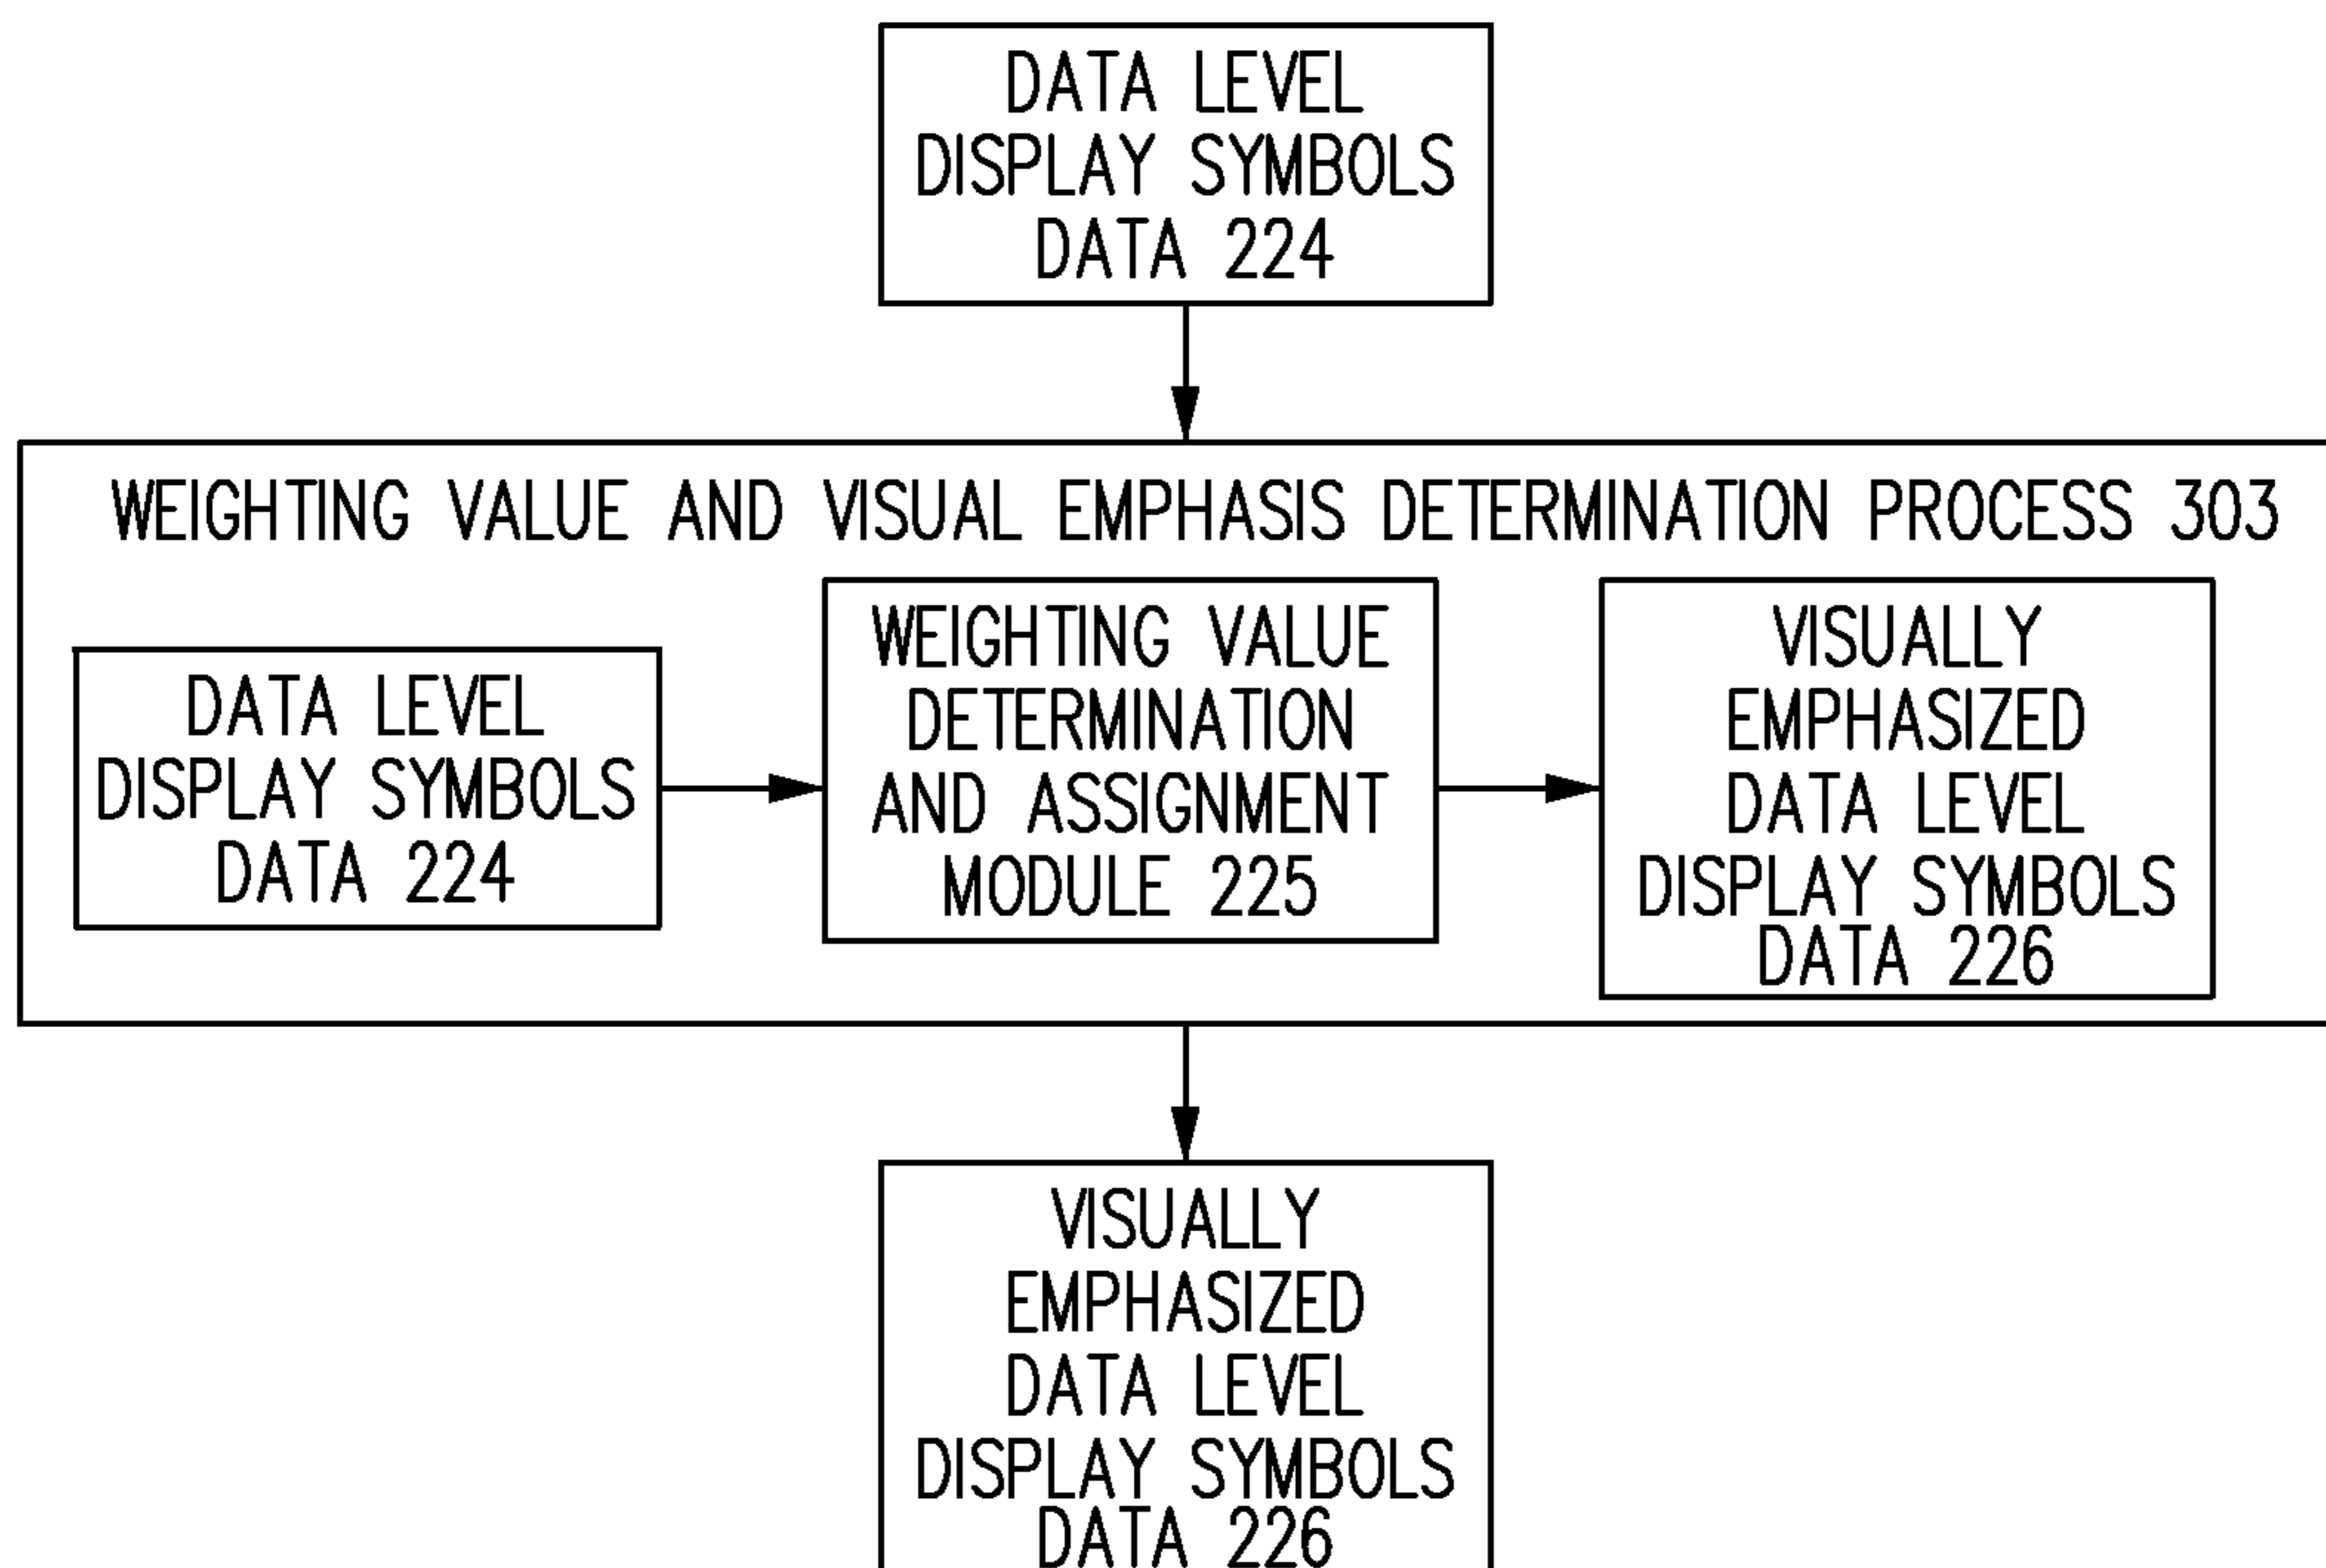 DATA LEVEL
DISPLAY SYMBOLS
DATA 224
WEIGHTING VALUE AND VISUAL EMPHASIS DETERMINATION PROCESS 303
DATA LEVEL
DISPLAY SYMBOLS
DATA 224
WEIGHTING VALUE
DETERMINATION
AND ASSIGNMENT
MODULE 225
VISUALLY
EMPHASIZED
DATA LEVEL
DISPLAY SYMBOLS
DATA 226
VISUALLY
EMPHASIZED
DATA LEVEL
DISPLAY SYMBOLS
DATA 226